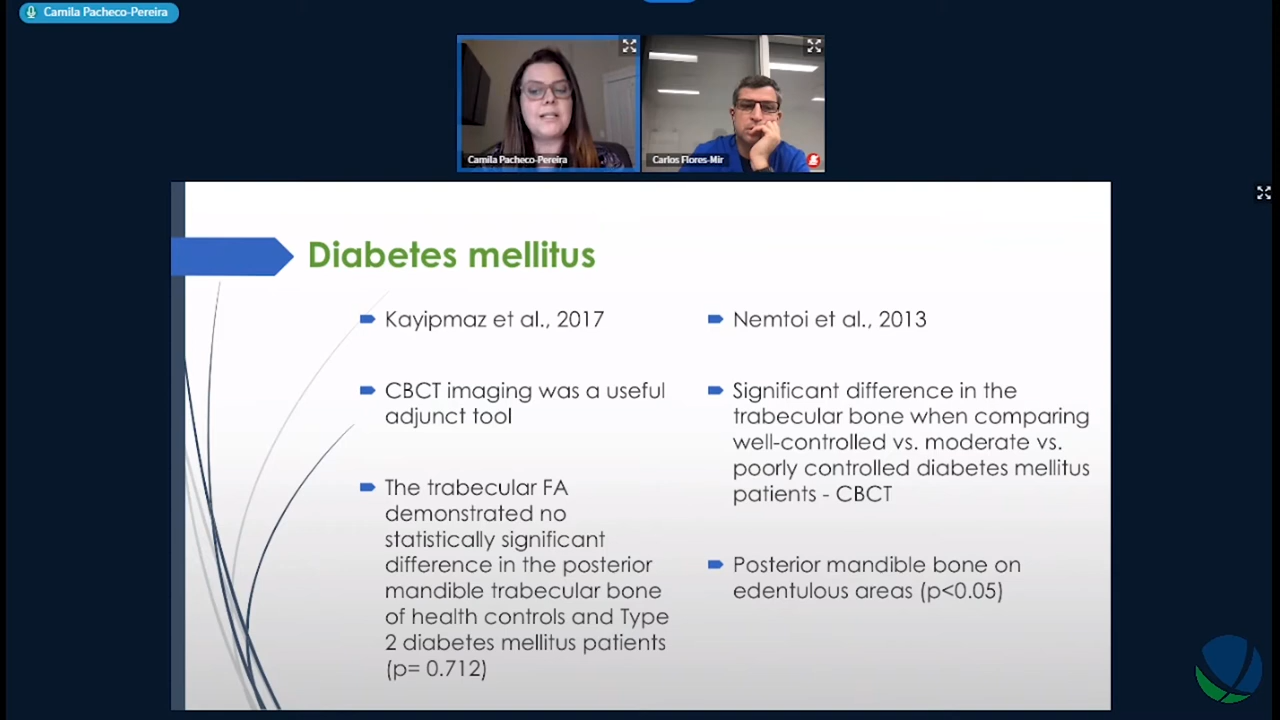 Camila Pacheco-Pereira
Camila Pacheco-Pereira
Carlos Flores-Mir
Diabetes mellitus
Kayipmaz et al., 2017
CBCT imaging was a useful
adjunct tool
The trabecular FA
demonstrated no
statistically significant
difference in the posterior
mandible trabecular bone
of health controls and Type
2 diabetes mellitus patients
(p= 0.712)
Nemtoi et al., 2013
Significant difference in the
trabecular bone when comparing
well-controlled vs. moderate vs.
poorly controlled diabetes mellitus
patients - CBCT
Posterior mandible bone on
edentulous areas (p<0.05)